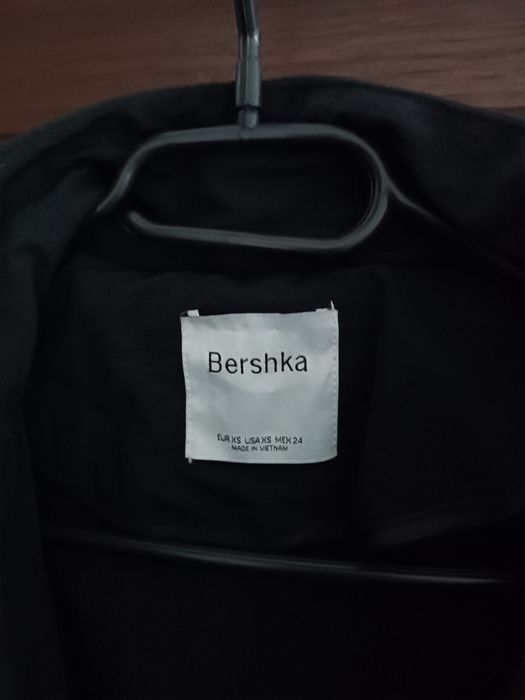 Bershka
EUR XS USA XS MEX 24
MADE IN VIETNAM